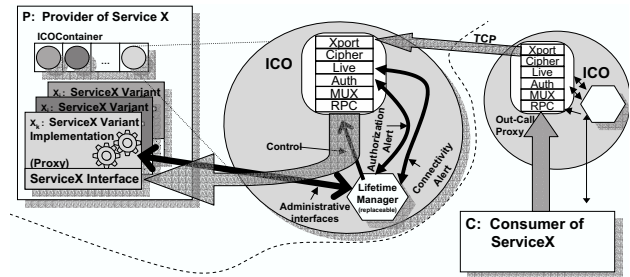 P: Provider of Service X
ICOContainer
...
Xi: ServiceX Variant
Xj: ServiceX Variant
Xk: ServiceX Variant
Implementation
(Proxy)
ServiceX Interface
ICO
Xport
Cipher
Live
Auth
MUX
RPC
Control
Authorization
Alert
Connectivity
Alert
Lifetime
Manager
(replaceable)
Administrative
interfaces
TCP
Xport
Cipher
Live
Auth
MUX
RPC
ICO
Out-Call
Proxy
C: Consumer of
ServiceX